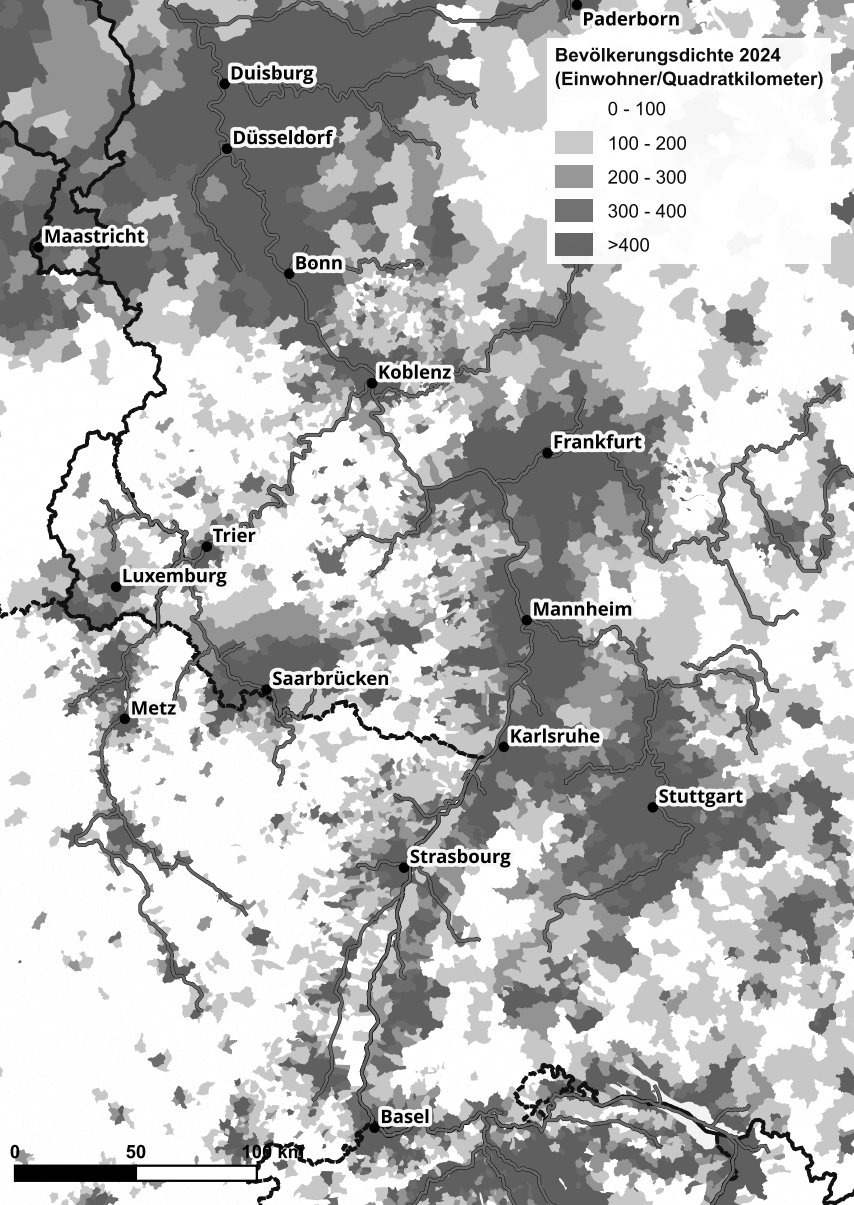 Paderborn
Bevölkerungsdichte 2024
(Einwohner/Quadratkilometer)
0 - 100
100 - 200
200 - 300
300 - 400
>400
Duisburg
Düsseldorf
Maastricht
Bonn
Koblenz
Frankfurt
Trier
Luxemburg
Mannheim
Saarbrücken
Metz
Karlsruhe
Stuttgart
Strasbourg
Basel
0 50 100 km